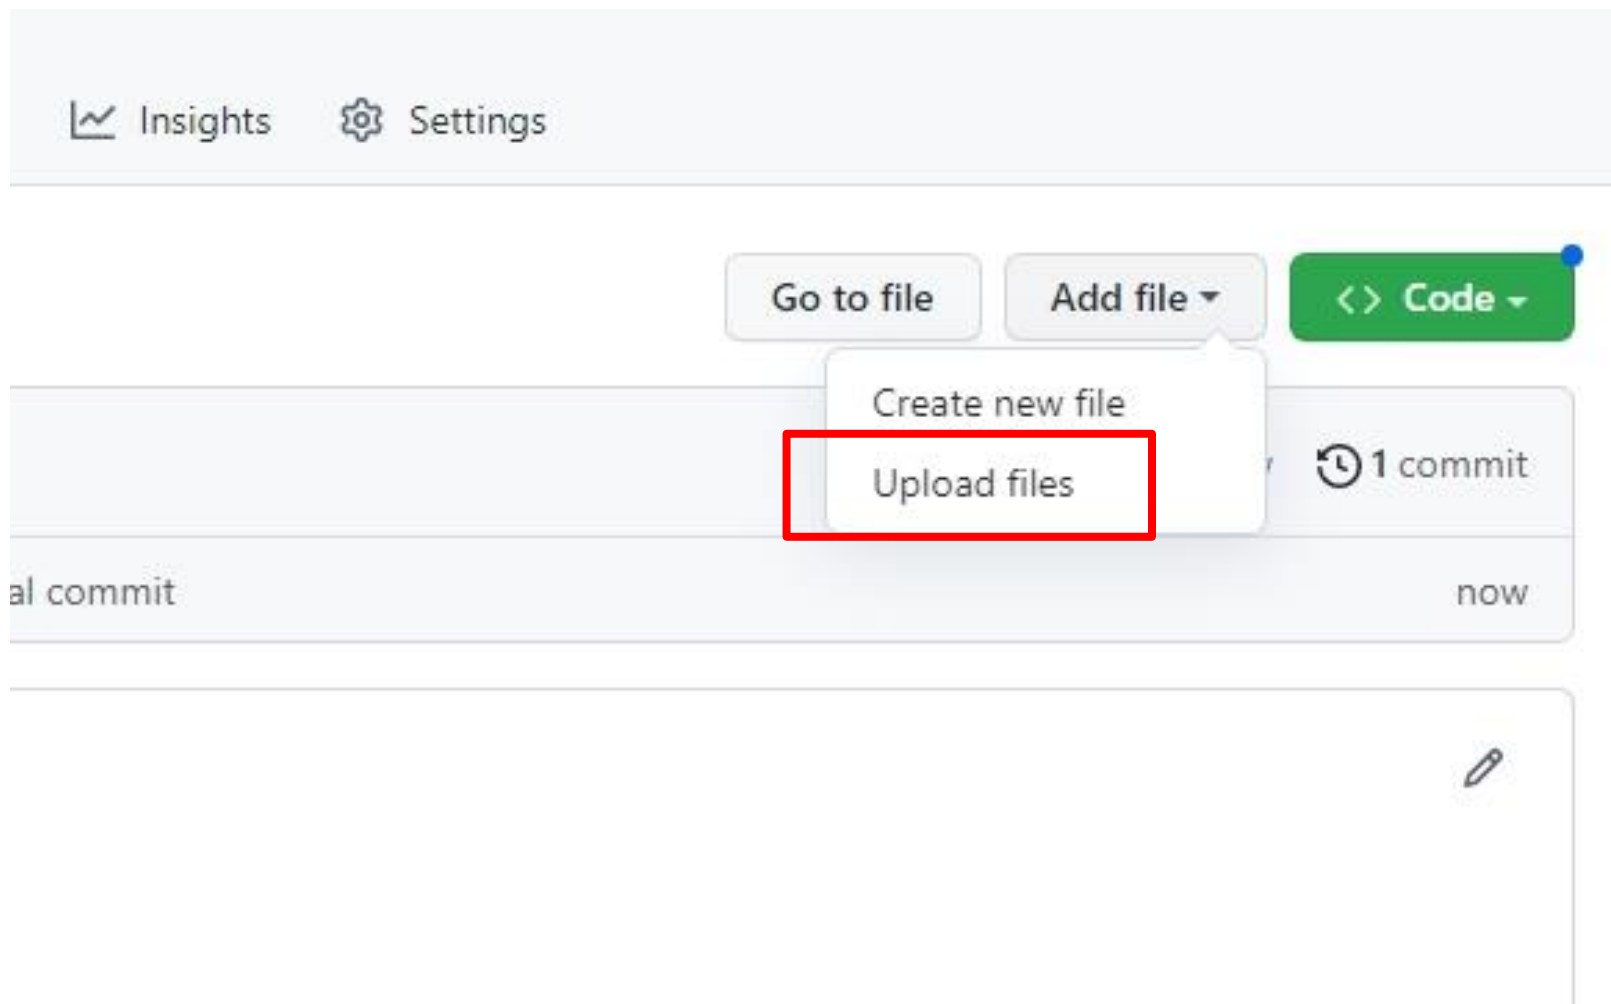 Insights Settings
Go to file Add file <> Code
Create new file
Upload files
1 commit
al commit now